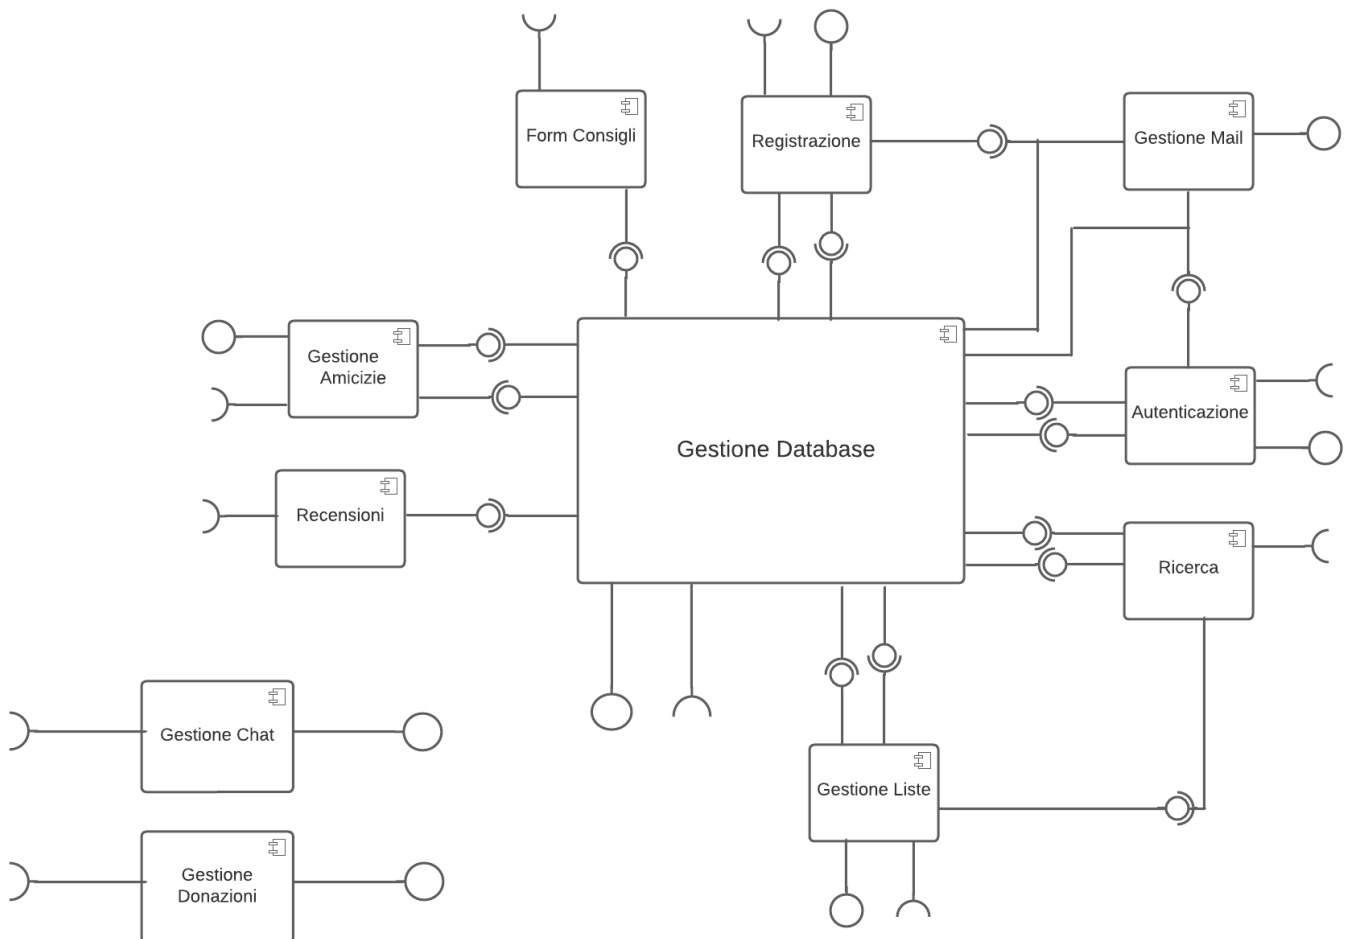 Form Consigli
Registrazione
Gestione Mail
Gestione
Amicizie
Autenticazione
Gestione Database
Recensioni
Ricerca
Gestione Chat
Gestione Liste
Gestione
Donazioni